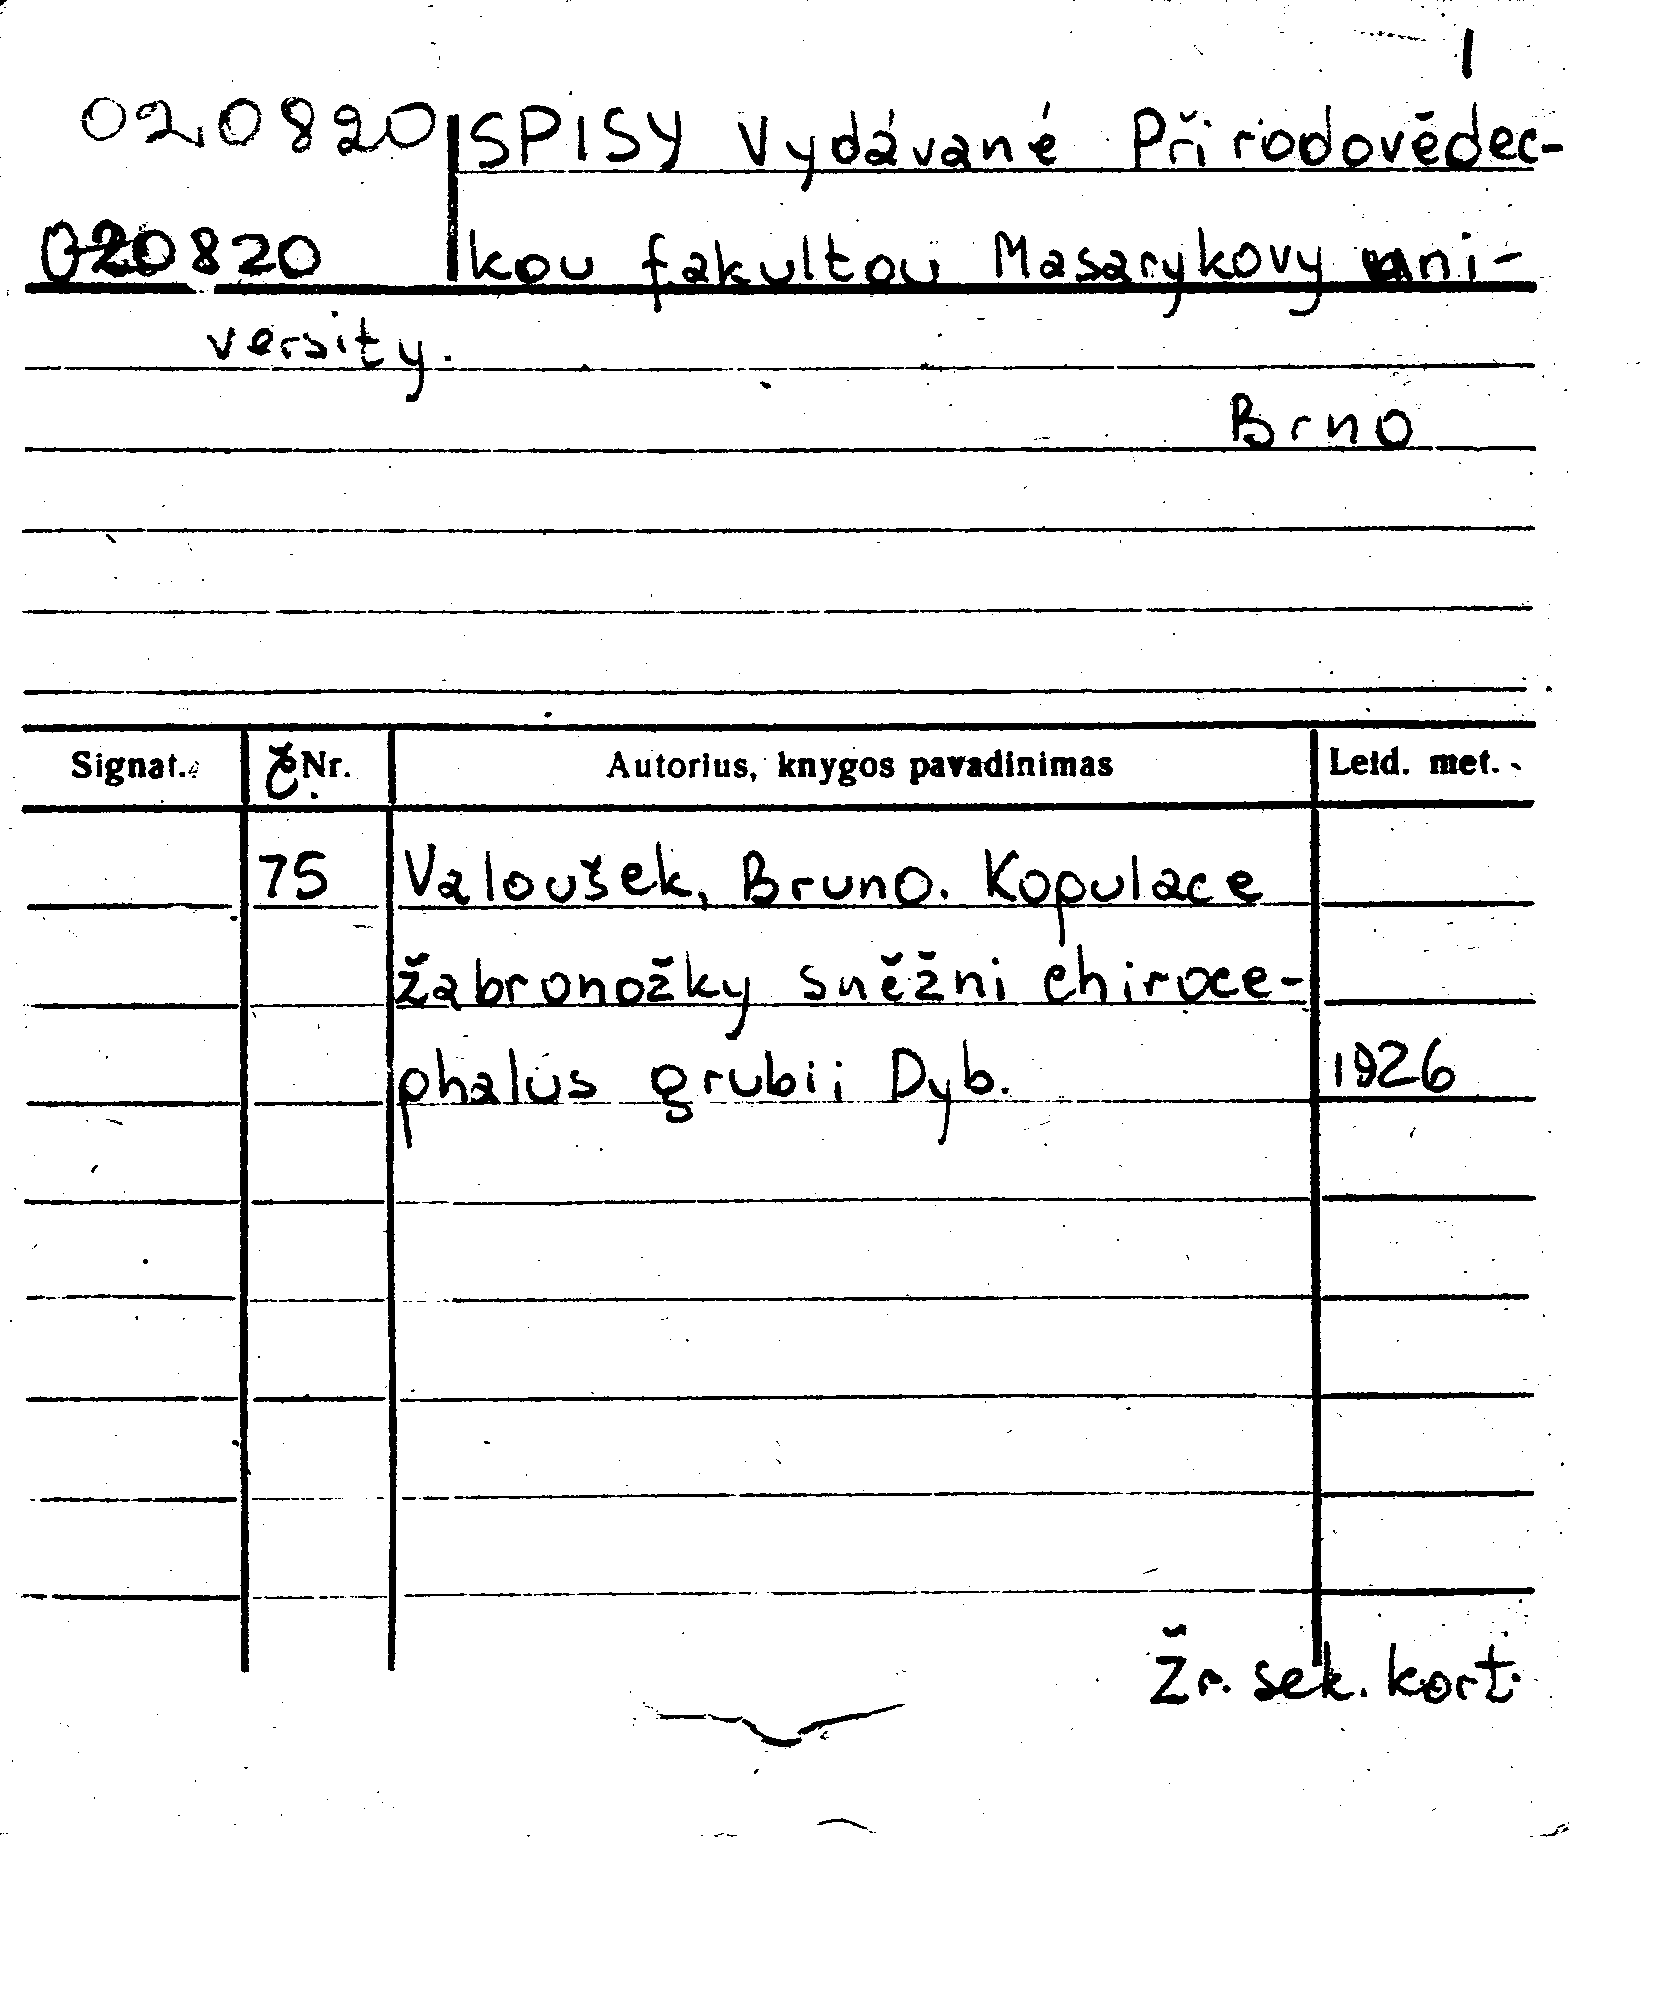 1
020820 SPISY Vydávané Přirodovědec-
020820 kou fakultou Masarykovy uni-
versity.
Brno
Signat. Č. Nr. Autorius, knygos pavadinimas Leid. met.
75 Valoušek, Bruno. Kopulace
žabronožky sněžni chiroce-
phalus grubii Dyb. 1926
Žr. sek. kort.